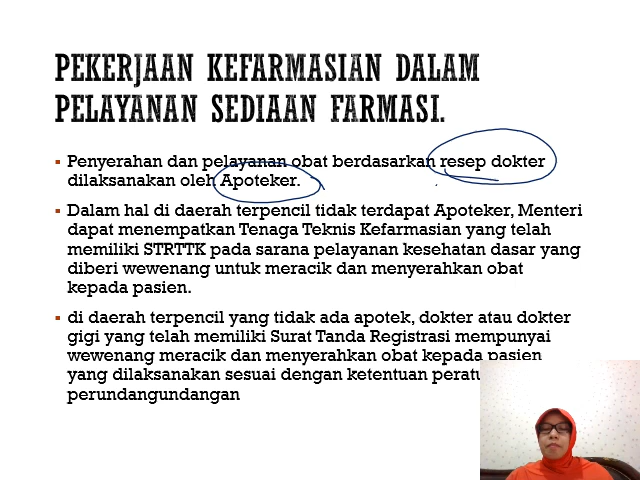 PEKERJAAN KEFARMASIAN DALAM
PELAYANAN SEDIAAN FARMASI.
▪ Penyerahan dan pelayanan obat berdasarkan resep dokter
dilaksanakan oleh Apoteker.
▪ Dalam hal di daerah terpencil tidak terdapat Apoteker, Menteri
dapat menempatkan Tenaga Teknis Kefarmasian yang telah
memiliki STRTTK pada sarana pelayanan kesehatan dasar yang
diberi wewenang untuk meracik dan menyerahkan obat
kepada pasien.
▪ di daerah terpencil yang tidak ada apotek, dokter atau dokter
gigi yang telah memiliki Surat Tanda Registrasi mempunyai
wewenang meracik dan menyerahkan obat kepada pasien
yang dilaksanakan sesuai dengan ketentuan
perundangundangan